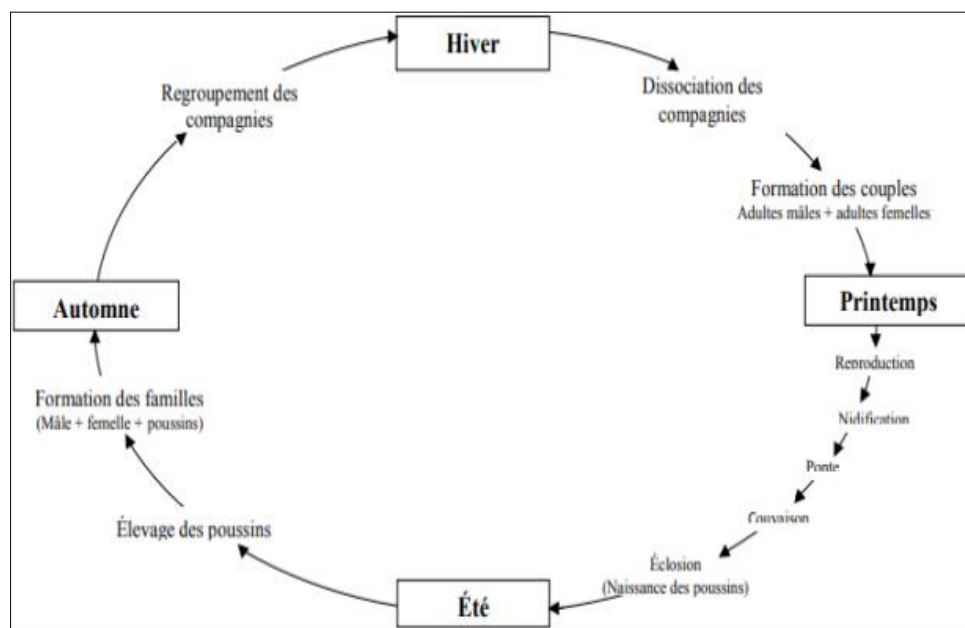 Hiver
Dissociation des
compagnies
Formation des couples
Adultes mâles + adultes femelles
Printemps
Reproduction
Nidification
Ponte
Couvaison
Éclosion
(Naissance des poussins)
Été
Élevage des poussins
Formation des familles
(Mâle + femelle + poussins)
Automne
Regroupement des
compagnies